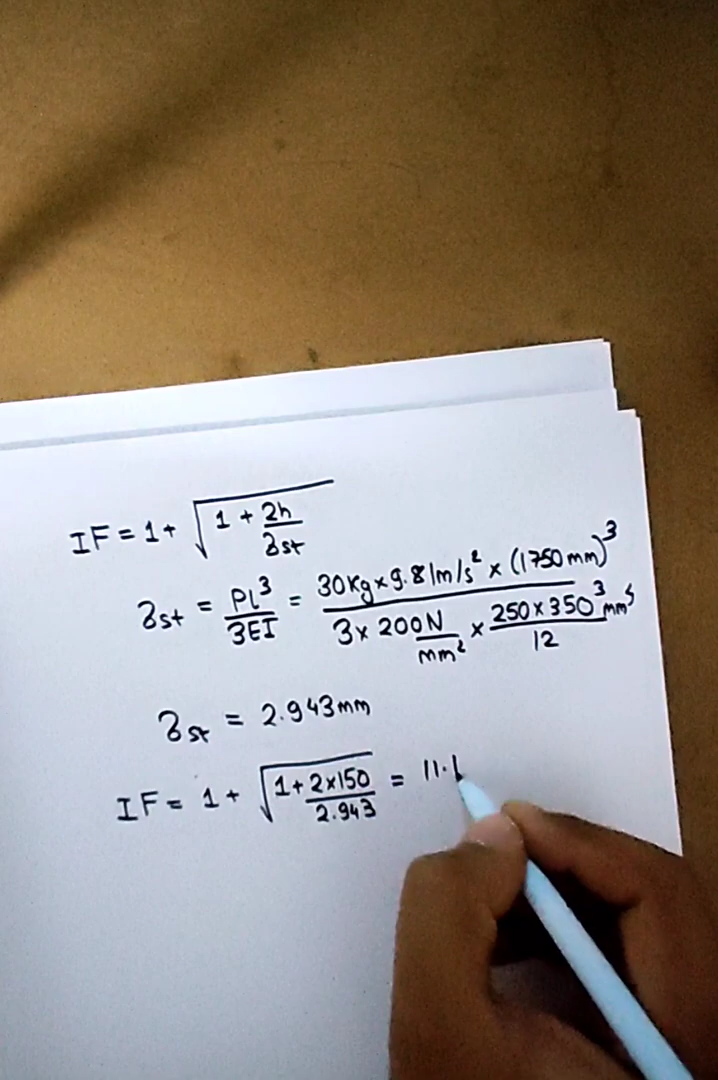 IF = 1 + √(1 + 2h/δst)
δst = Pl³/3EI = 30Kg × 9.81m/s² × (1750mm)³ / 3 × 200 N/mm² × 250 × 350³ mm⁴/12
δst = 2.943mm
IF = 1 + √(1 + 2×150/2.943) = 11.1